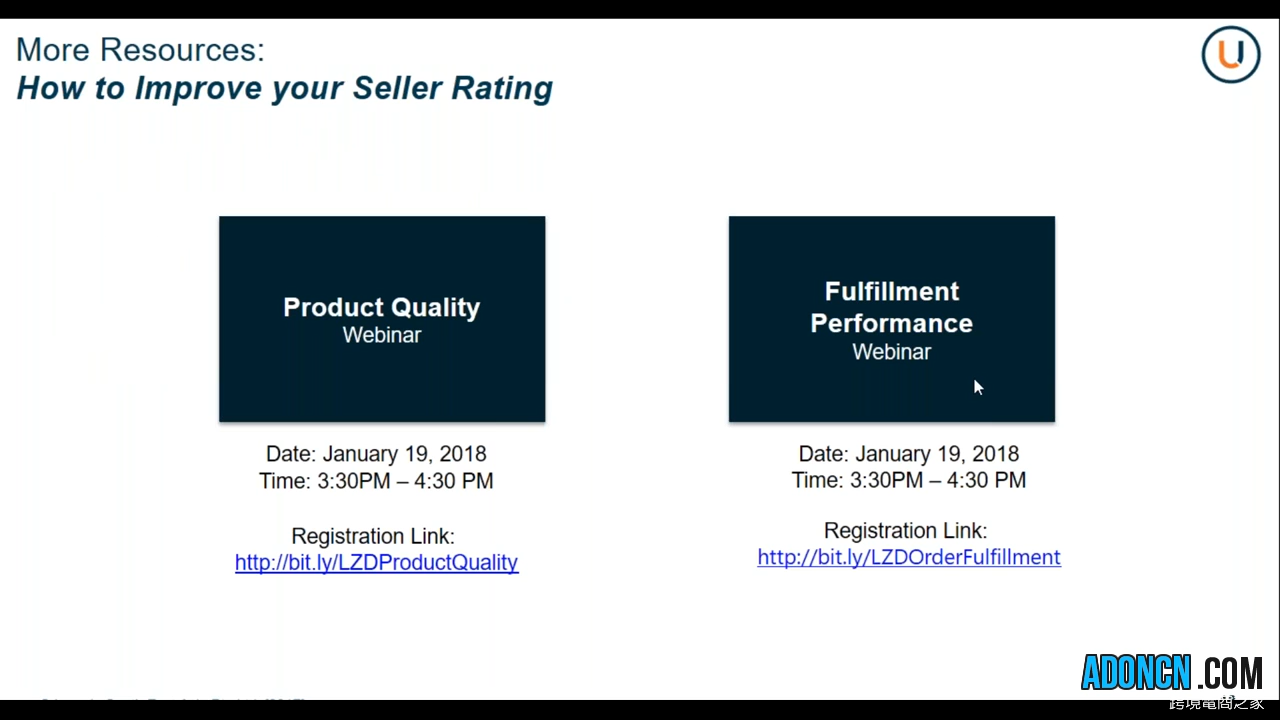 More Resources:
How to Improve your Seller Rating
U
Product Quality
Webinar
Date: January 19, 2018
Time: 3:30PM – 4:30 PM
Registration Link:
http://bit.ly/LZDProductQuality
Fulfillment
Performance
Webinar
Date: January 19, 2018
Time: 3:30PM – 4:30 PM
Registration Link:
http://bit.ly/LZDOrderFulfillment
ADONCN.COM
跨境電商之家